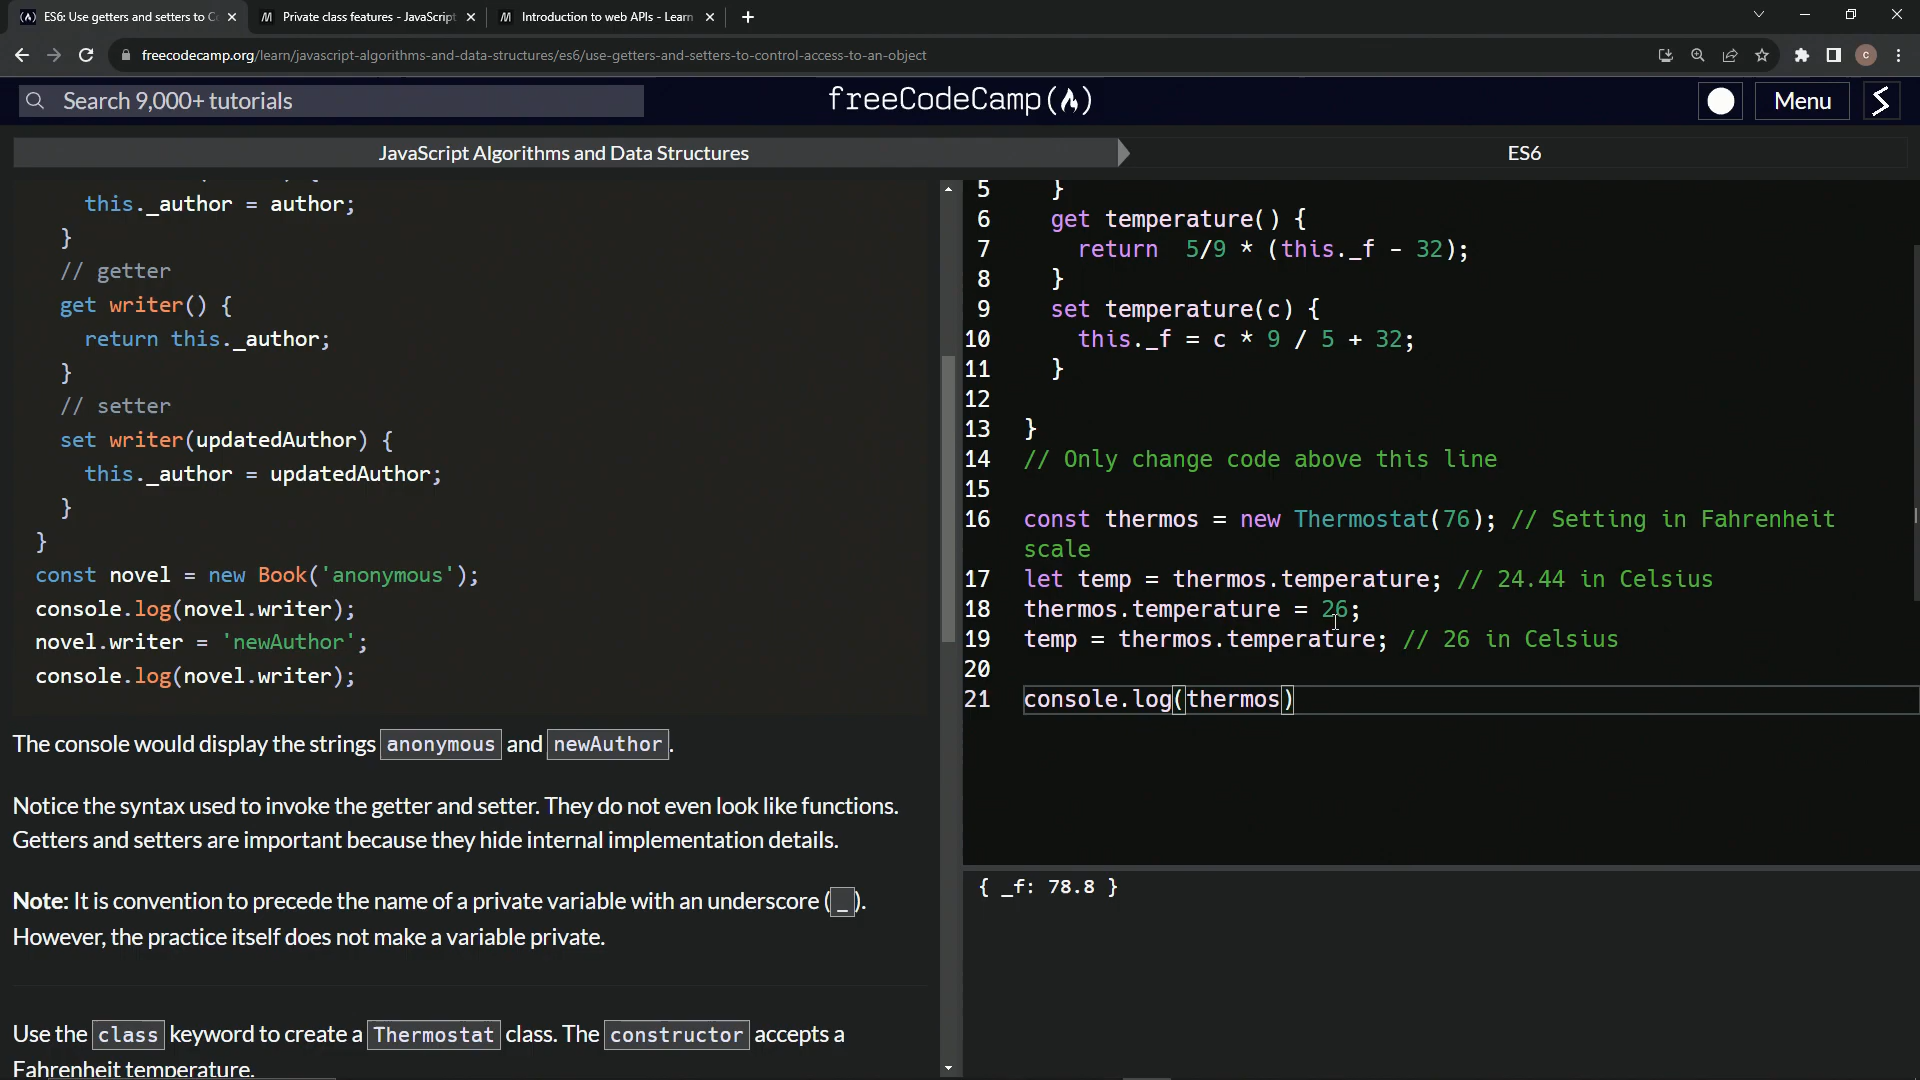 ES6: Use getters and setters to Co
Private class features - JavaScript
Introduction to web APIs - Learn
freecodecamp.org/learn/javascript-algorithms-and-data-structures/es6/use-getters-and-setters-to-control-access-to-an-object
c
Search 9,000+ tutorials
freeCodeCamp
Menu
JavaScript Algorithms and Data Structures
ES6
this._author = author;
}
// getter
get writer() {
return this._author;
}
// setter
set writer(updatedAuthor) {
this._author = updatedAuthor;
}
}
const novel = new Book('anonymous');
console.log(novel.writer);
novel.writer = 'newAuthor';
console.log(novel.writer);
The console would display the strings anonymous and newAuthor.
Notice the syntax used to invoke the getter and setter. They do not even look like functions.
Getters and setters are important because they hide internal implementation details.
Note: It is convention to precede the name of a private variable with an underscore (_).
However, the practice itself does not make a variable private.
Use the class keyword to create a Thermostat class. The constructor accepts a
Fahrenheit temperature.
5 }
6 get temperature() {
7 return  5/9 * (this._f - 32);
8 }
9 set temperature(c) {
10 this._f = c * 9 / 5 + 32;
11 }
12
13 }
14 // Only change code above this line
15
16 const thermos = new Thermostat(76); // Setting in Fahrenheit
scale
17 let temp = thermos.temperature; // 24.44 in Celsius
18 thermos.temperature = 26;
19 temp = thermos.temperature; // 26 in Celsius
20
21 console.log(thermos)
{ _f: 78.8 }